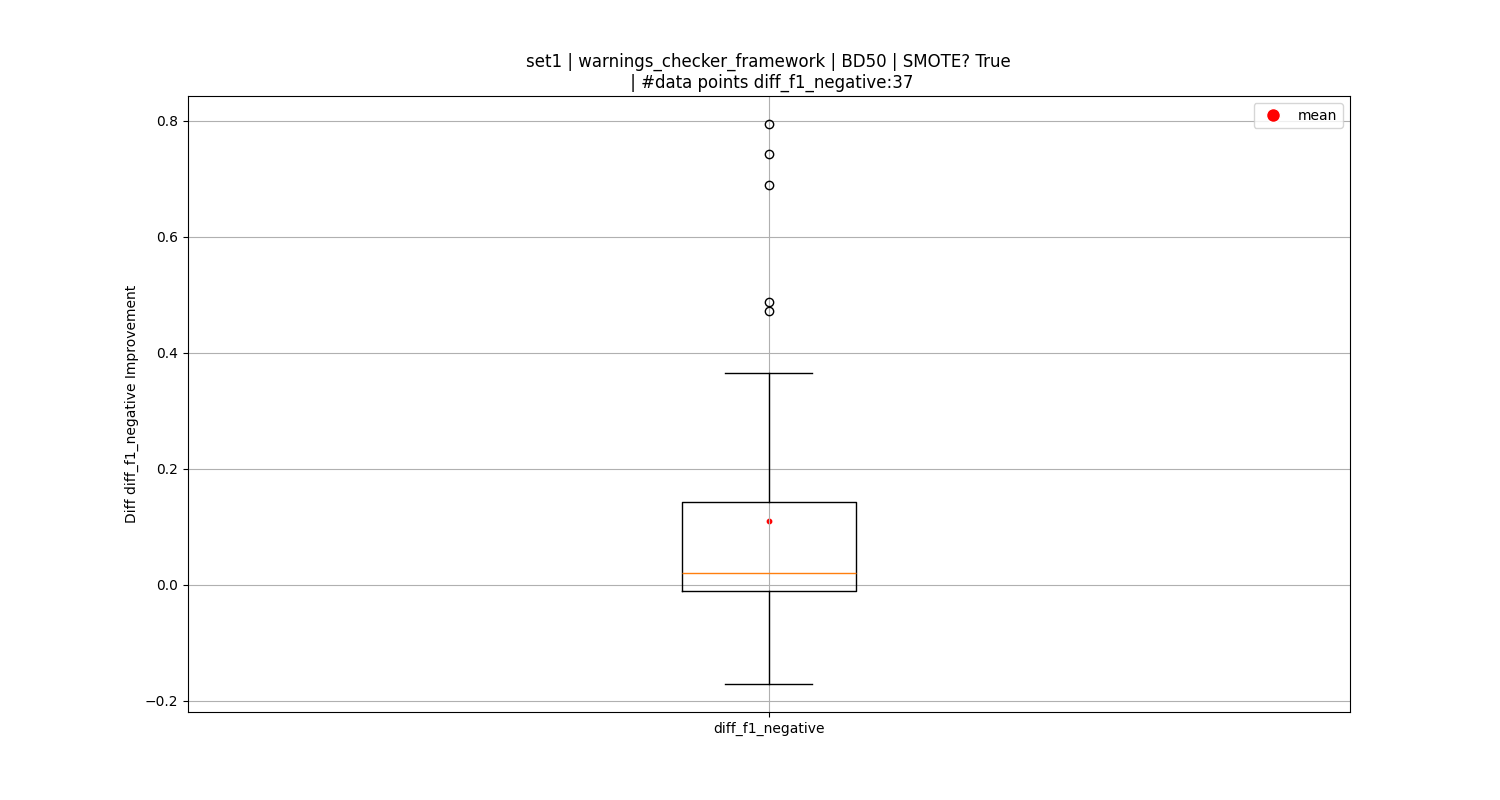 set1 | warnings_checker_framework | BD50 | SMOTE? True
| #data points diff_f1_negative:37
mean
0.8
0.6
0.4
0.2
0.0
−0.2
Diff diff_f1_negative Improvement
diff_f1_negative